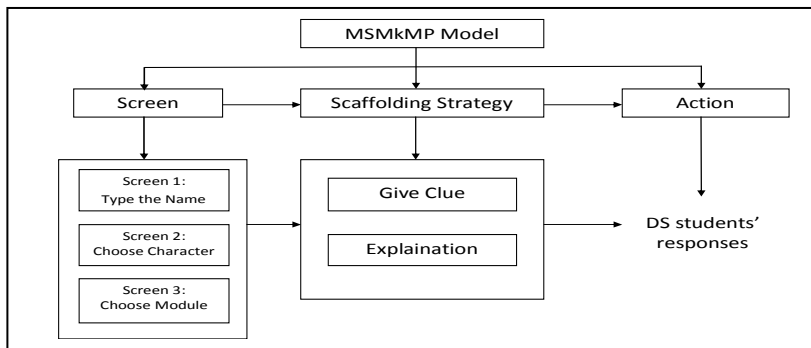 MSMkMP Model
Screen
Scaffolding Strategy
Action
Screen 1:
Type the Name
Screen 2:
Choose Character
Screen 3:
Choose Module
Give Clue
Explaination
DS students’
responses